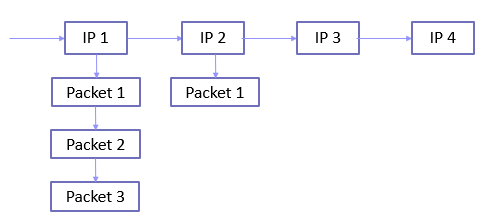 IP 1
IP 2
IP 3
IP 4
Packet 1
Packet 1
Packet 2
Packet 3